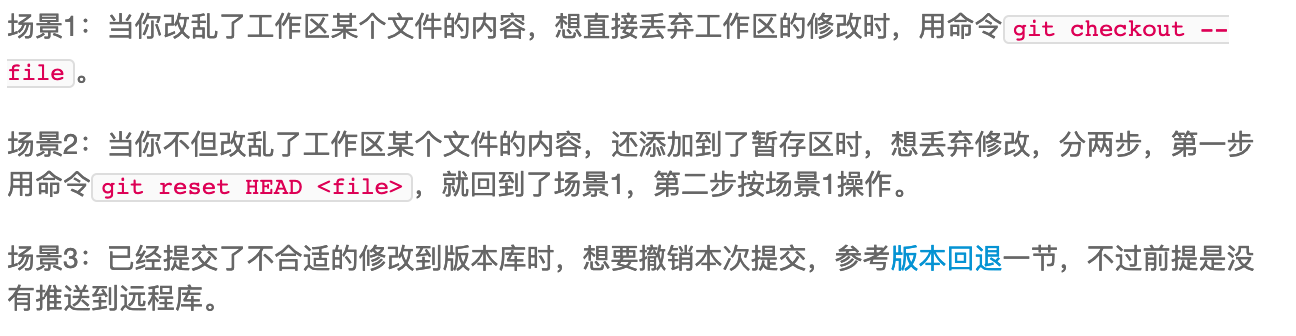 场景1：当你改乱了工作区某个文件的内容，想直接丢弃工作区的修改时，用命令git checkout --
file。
场景2：当你不但改乱了工作区某个文件的内容，还添加到了暂存区时，想丢弃修改，分两步，第一步
用命令git reset HEAD <file>，就回到了场景1，第二步按场景1操作。
场景3：已经提交了不合适的修改到版本库时，想要撤销本次提交，参考版本回退一节，不过前提是没
有推送到远程库。